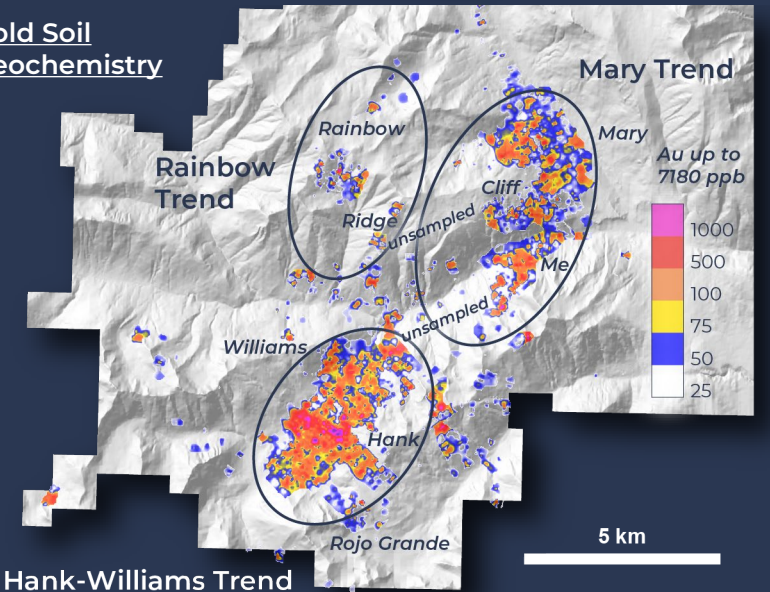 old Soil
eochemistry
Mary Trend
Rainbow
Mary
Au up to
7180 ppb
Rainbow
Trend
Cliff
Ridge
unsampled
1000
Me
500
100
unsampled
75
Williams
50
25
Hank
5 km
Rojo Grande
Hank-Williams Trend